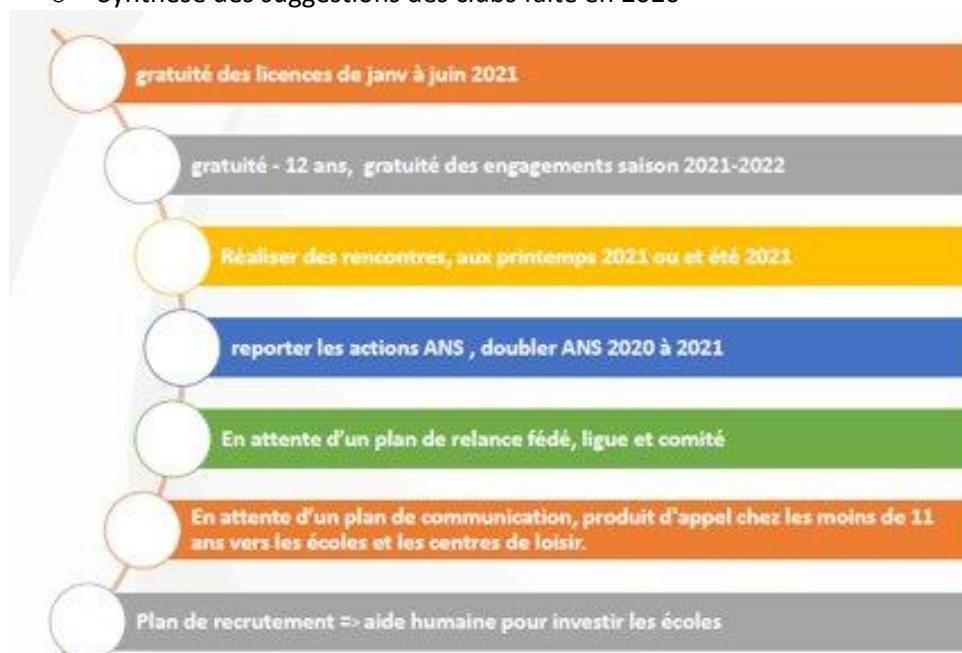 Synthèse des suggestions des clubs faite en 2020
gratuité des licences de janv à juin 2021
gratuité - 12 ans, gratuité des engagements saison 2021-2022
Réaliser des rencontres, aux printemps 2021 ou et été 2021
reporter les actions ANS , doubler ANS 2020 à 2021
En attente d'un plan de relance fédé, ligue et comité
En attente d'un plan de communication, produit d'appel chez les moins de 11
ans vers les écoles et les centres de loisir.
Plan de recrutement => aide humaine pour investir les écoles